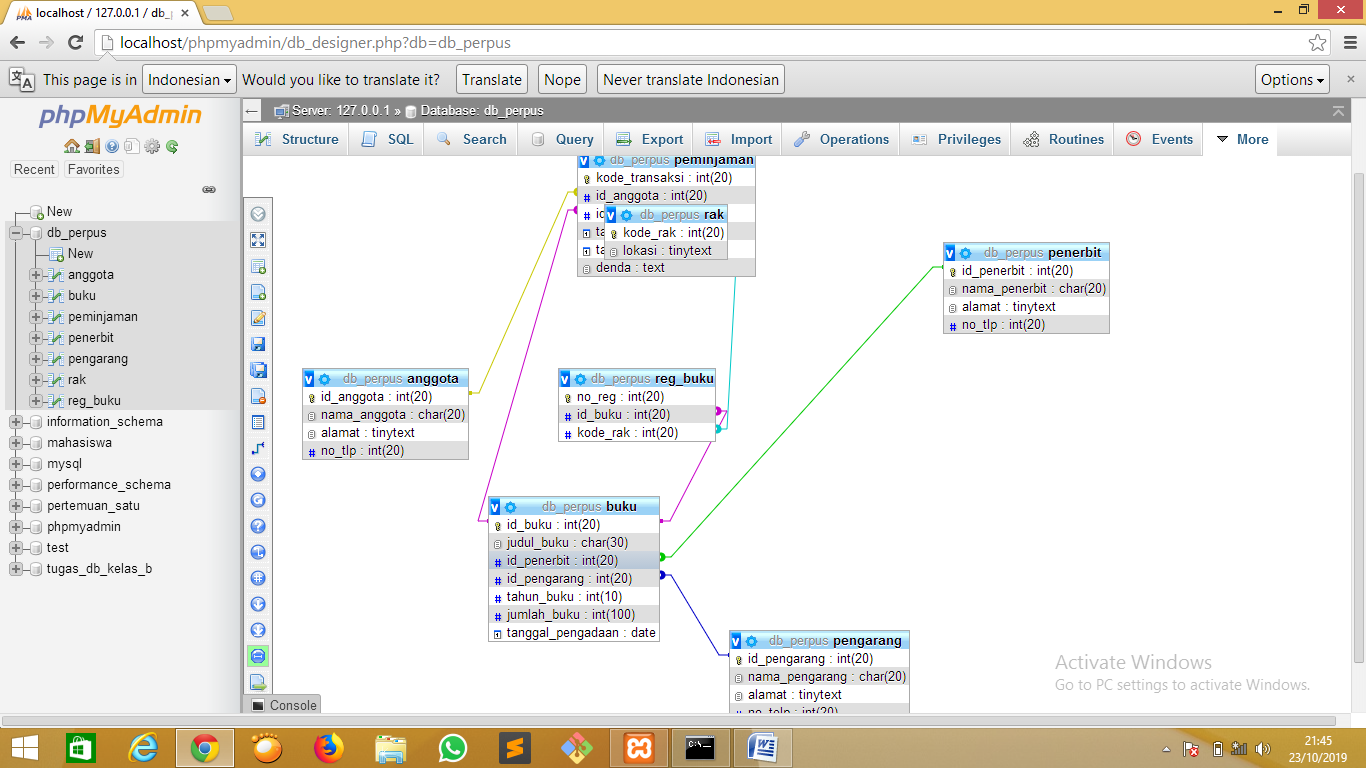 localhost / 127.0.0.1 / db_p
localhost/phpmyadmin/db_designer.php?db=db_perpus
This page is in Indonesian Would you like to translate it? Translate Nope Never translate Indonesian Options
phpMyAdmin
Recent Favorites
New
db_perpus
New
anggota
buku
peminjaman
penerbit
pengarang
rak
reg_buku
information_schema
mahasiswa
mysql
performance_schema
pertemuan_satu
phpmyadmin
test
tugas_db_kelas_b
Server: 127.0.0.1 » Database: db_perpus
Structure SQL Search Query Export Import Operations Privileges Routines Events More
db_perpus peminjaman
kode_transaksi : int(20)
id_anggota : int(20)
ta
ta
denda : text
db_perpus rak
kode_rak : int(20)
lokasi : tinytext
db_perpus penerbit
id_penerbit : int(20)
nama_penerbit : char(20)
alamat : tinytext
no_tlp : int(20)
db_perpus anggota
id_anggota : int(20)
nama_anggota : char(20)
alamat : tinytext
no_tlp : int(20)
db_perpus reg_buku
no_reg : int(20)
id_buku : int(20)
kode_rak : int(20)
db_perpus buku
id_buku : int(20)
judul_buku : char(30)
id_penerbit : int(20)
id_pengarang : int(20)
tahun_buku : int(10)
jumlah_buku : int(100)
tanggal_pengadaan : date
db_perpus pengarang
id_pengarang : int(20)
nama_pengarang : char(20)
alamat : tinytext
no_telp : int(20)
Console
Activate Windows
Go to PC settings to activate Windows.
21:45
23/10/2019